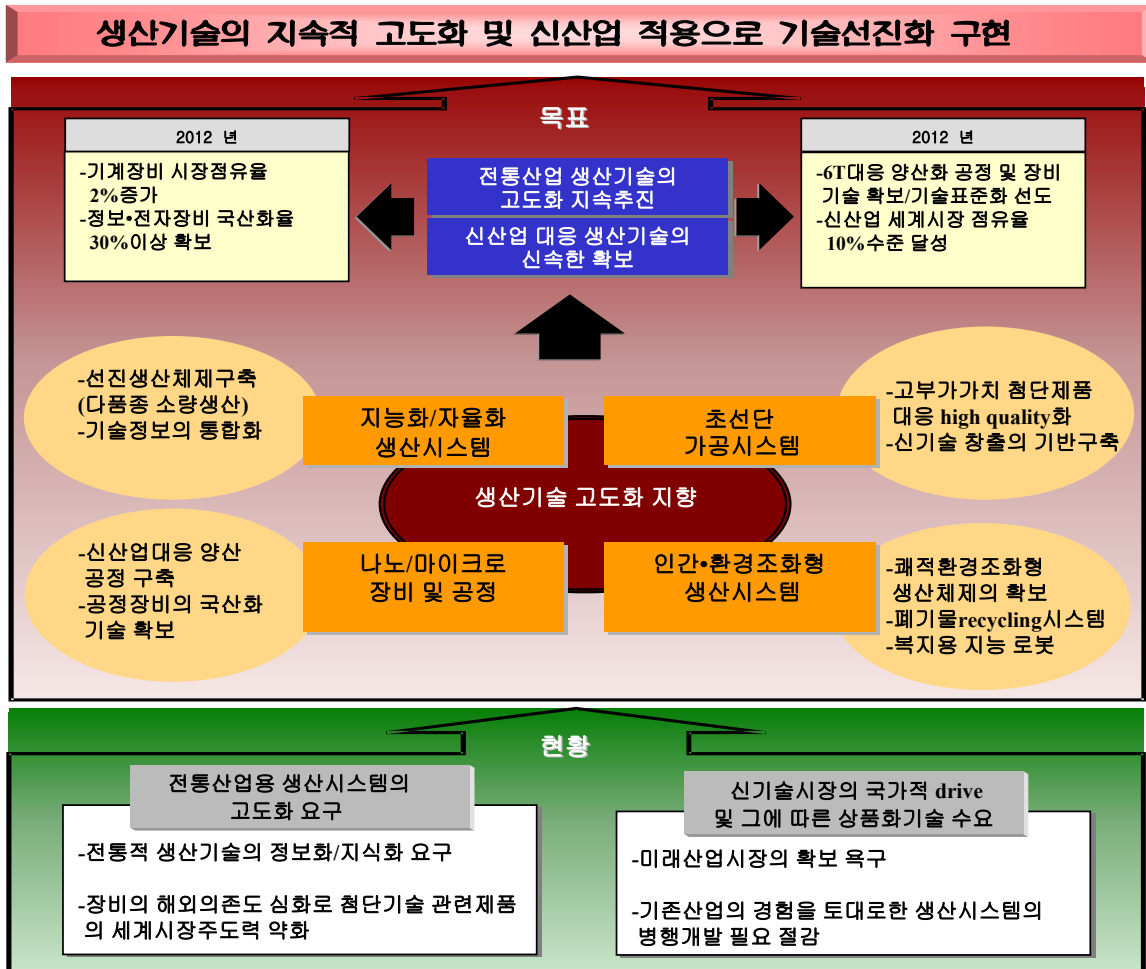 생산기술의 지속적 고도화 및 신산업 적용으로 기술선진화 구현
목표
2012 년
-기계장비 시장점유율
2%증가
-정보•전자장비 국산화율
30%이상 확보
전통산업 생산기술의
고도화 지속추진
신산업 대응 생산기술의
신속한 확보
2012 년
-6T대응 양산화 공정 및 장비
기술 확보/기술표준화 선도
-신산업 세계시장 점유율
10%수준 달성
-선진생산체제구축
(다품종 소량생산)
-기술정보의 통합화
지능화/자율화
생산시스템
초선단
가공시스템
-고부가가치 첨단제품
대응 high quality화
-신기술 창출의 기반구축
생산기술 고도화 지향
-신산업대응 양산
공정 구축
-공정장비의 국산화
기술 확보
나노/마이크로
장비 및 공정
인간•환경조화형
생산시스템
-쾌적환경조화형
생산체제의 확보
-폐기물recycling시스템
-복지용 지능 로봇
현황
전통산업용 생산시스템의
고도화 요구
-전통적 생산기술의 정보화/지식화 요구
-장비의 해외의존도 심화로 첨단기술 관련제품
의 세계시장주도력 약화
신기술시장의 국가적 drive
및 그에 따른 상품화기술 수요
-미래산업시장의 확보 욕구
-기존산업의 경험을 토대로한 생산시스템의
병행개발 필요 절감